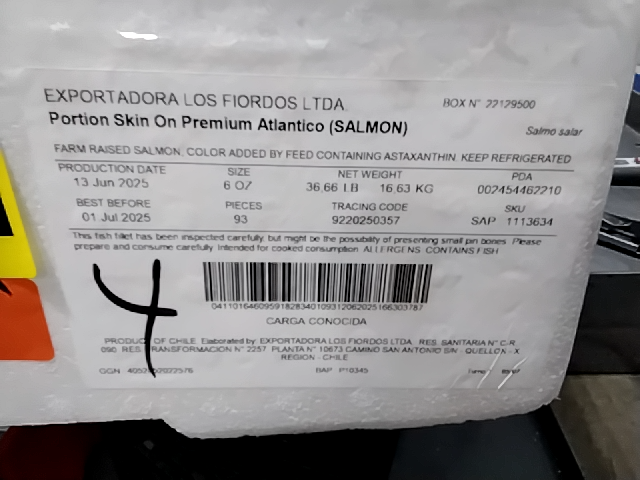 EXPORTADORA LOS FIORDOS LTDA. BOX N° 22129500
Portion Skin On Premium Atlantico (SALMON) Salmo salar
FARM RAISED SALMON, COLOR ADDED BY FEED CONTAINING ASTAXANTHIN. KEEP REFRIGERATED
PRODUCTION DATE SIZE NET WEIGHT PDA
13 Jun 2025 6 OZ 36.66 LB 16.63 KG 002454462210
BEST BEFORE PIECES TRACING CODE SKU
01 Jul 2025 93 9220250357 SAP 1113634
This fish fillet has been inspected carefully, but might be the possibility of presenting small pin bones. Please
prepare and consume carefully. Intended for cooked consumption. ALLERGENS: CONTAINS FISH
4
CARGA CONOCIDA
PRODUCT OF CHILE. Elaborated by: EXPORTADORA LOS FIORDOS LTDA. RES. SANITARIA N° C-R
090. RES. TRANSFORMACION N° 2257 PLANTA N° 10673 CAMINO SAN ANTONIO S/N - QUELLON - X
REGION - CHILE
GGN BAP P10345